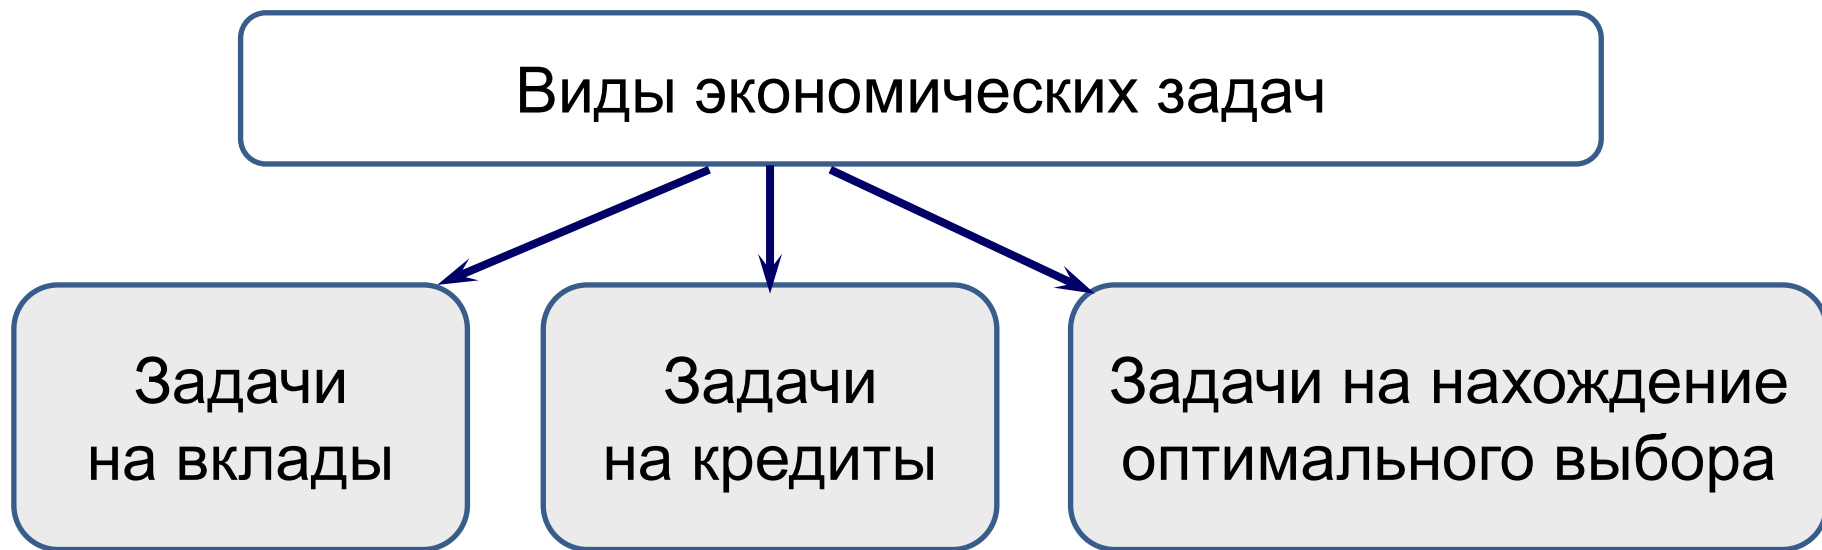 Виды экономических задач
Задачи
на вклады
Задачи
на кредиты
Задачи на нахождение
оптимального выбора